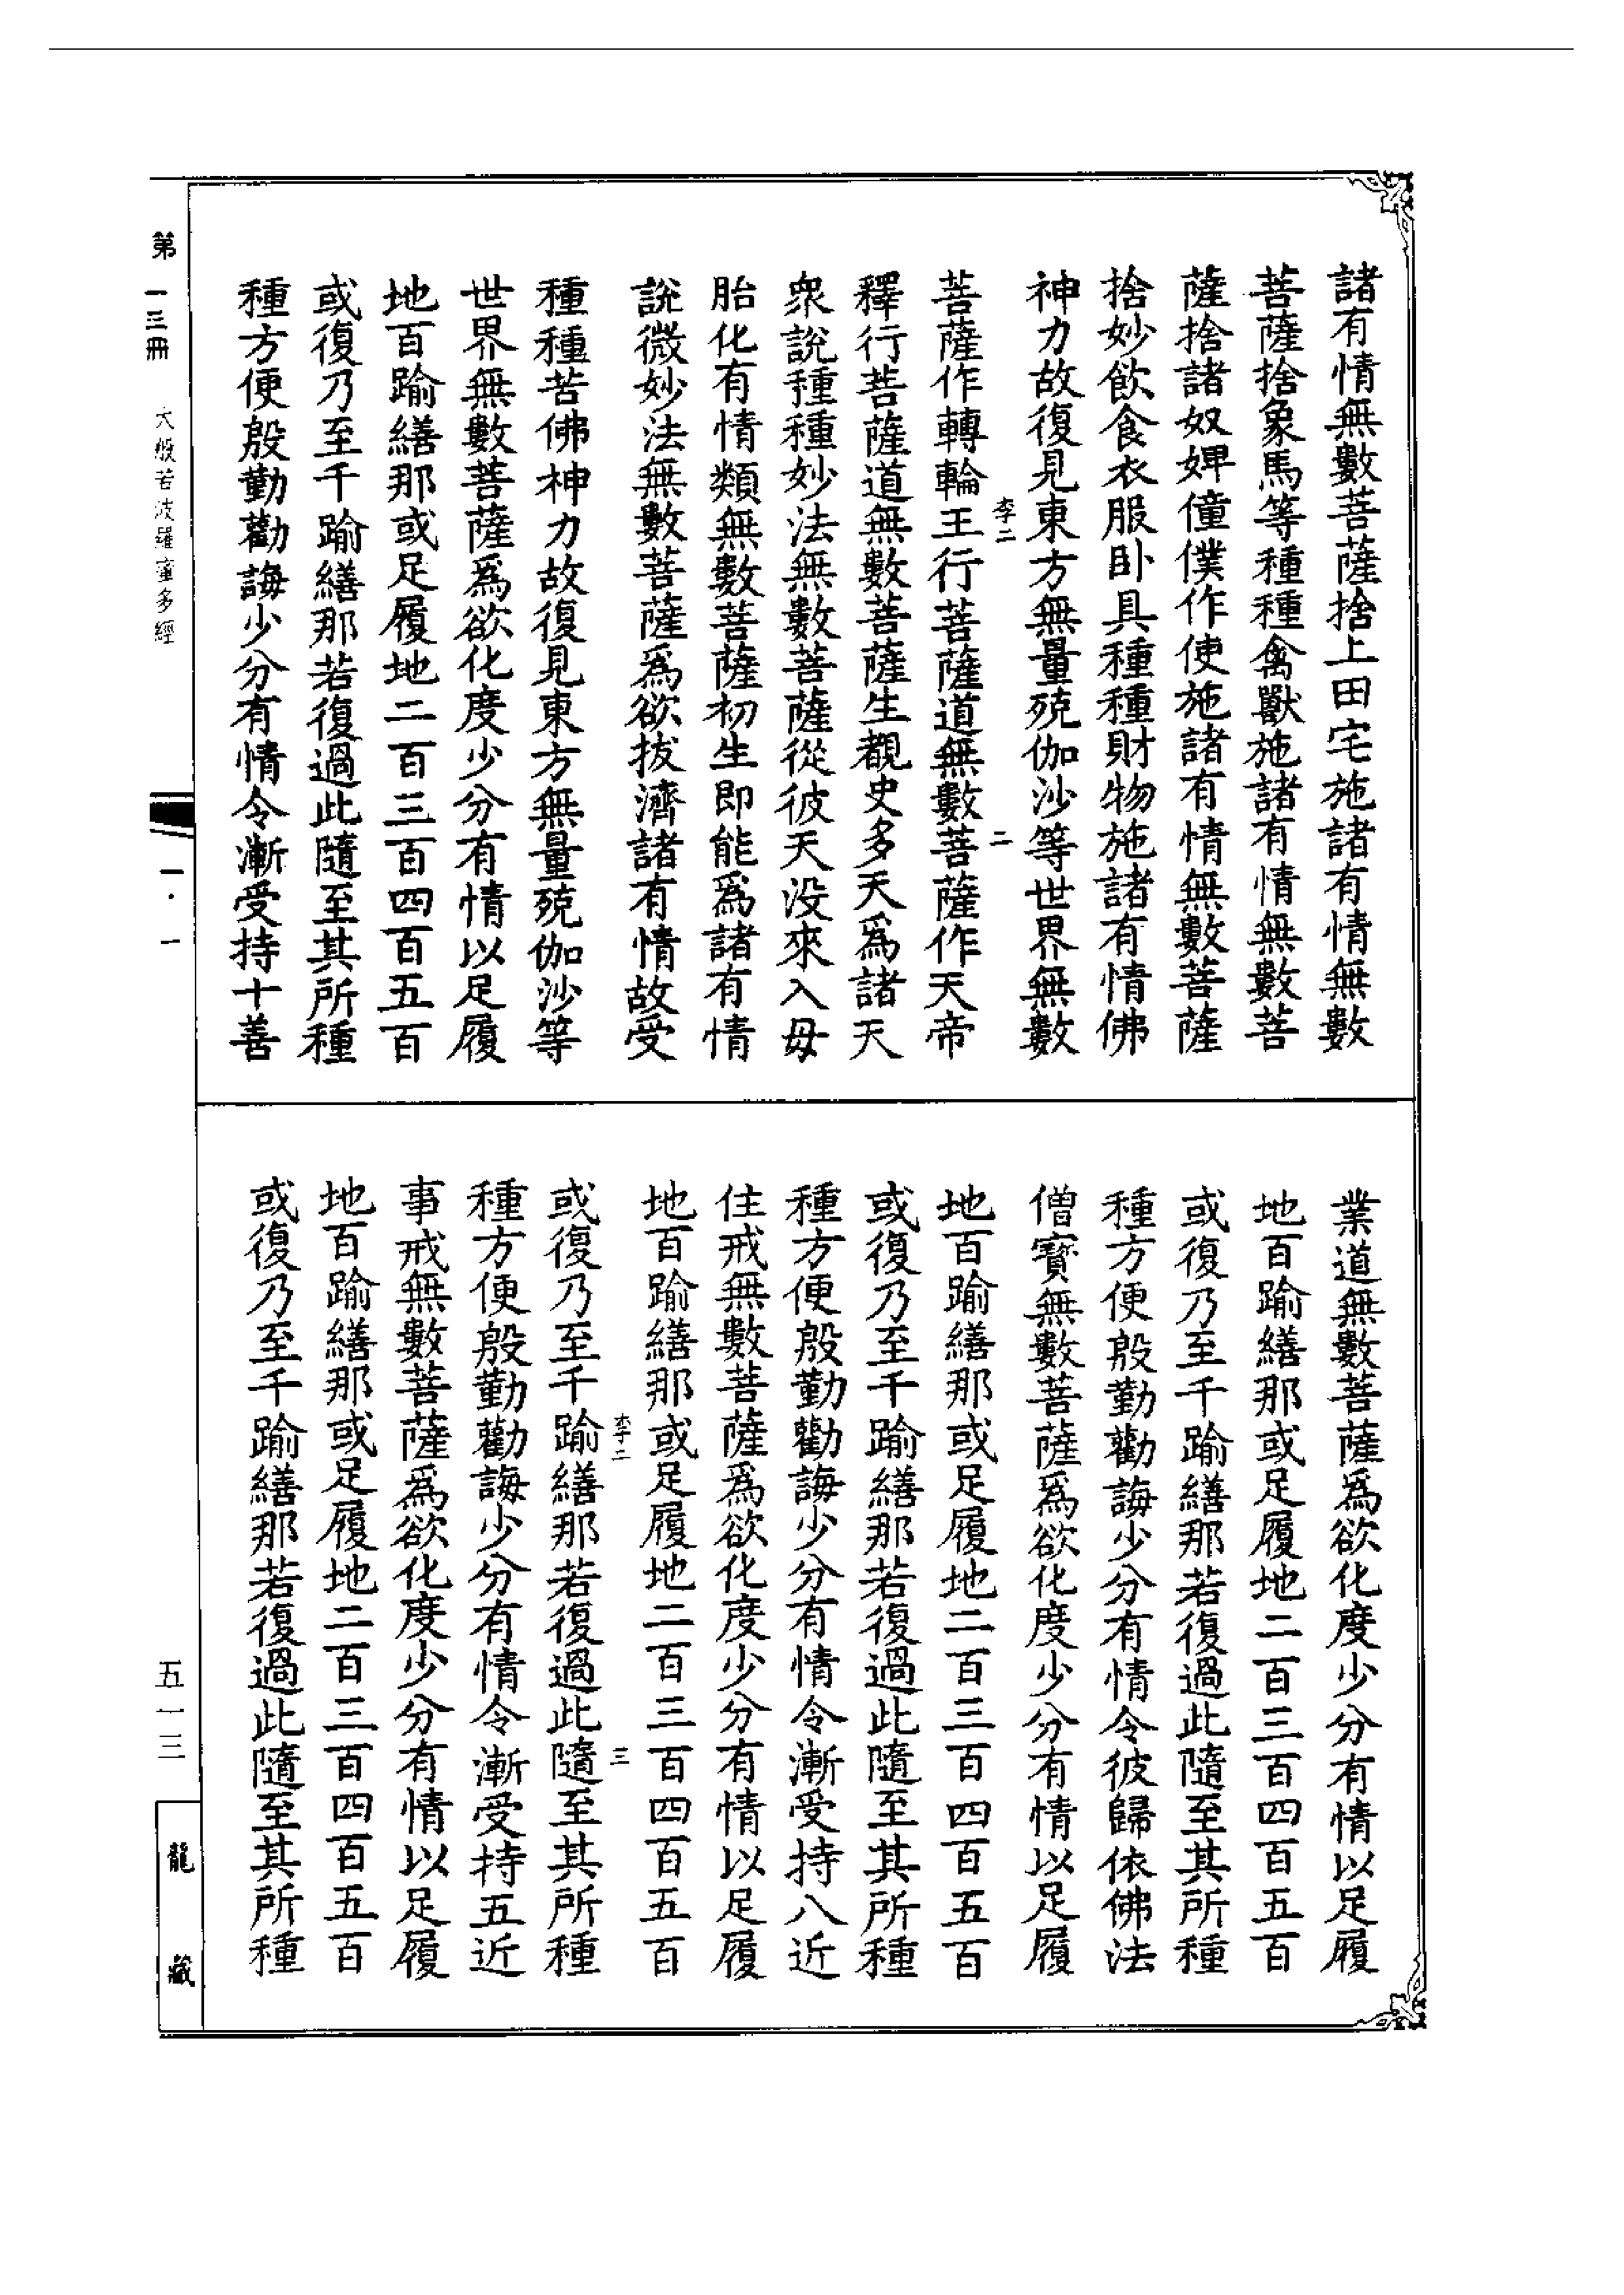 諸有情無數菩薩捨上田宅施諸有情無數
菩薩捨象馬等種種禽獸施諸有情無數菩
薩捨諸奴婢僮僕作使施諸有情無數菩薩
捨妙飲食衣服卧具種種財物施諸有情佛
神力故復見東方無量殑伽沙等世界無數
李二 二
菩薩作轉輪王行菩薩道無數菩薩作天帝
釋行菩薩道無數菩薩生覩史多天爲諸天
衆說種種妙法無數菩薩從彼天没來入母
胎化有情類無數菩薩初生即能爲諸有情
說微妙法無數菩薩爲欲拔濟諸有情故受
種種苦佛神力故復見東方無量殑伽沙等
世界無數菩薩爲欲化度少分有情以足履
地百踰繕那或足履地二百三百四百五百
或復乃至千踰繕那若復過此隨至其所種
種方便殷勤勸誨少分有情令漸受持十善
業道無數菩薩爲欲化度少分有情以足履
地百踰繕那或足履地二百三百四百五百
或復乃至千踰繕那若復過此隨至其所種
種方便殷勤勸誨少分有情令彼歸依佛法
僧寶無數菩薩爲欲化度少分有情以足履
地百踰繕那或足履地二百三百四百五百
或復乃至千踰繕那若復過此隨至其所種
種方便殷勤勸誨少分有情令漸受持八近
住戒無數菩薩爲欲化度少分有情以足履
地百踰繕那或足履地二百三百四百五百
李二 三
或復乃至千踰繕那若復過此隨至其所種
種方便殷勤勸誨少分有情令漸受持五近
事戒無數菩薩爲欲化度少分有情以足履
地百踰繕那或足履地二百三百四百五百
或復乃至千踰繕那若復過此隨至其所種
第一三冊 大般若波羅蜜多經 一·一
五一三 龍藏